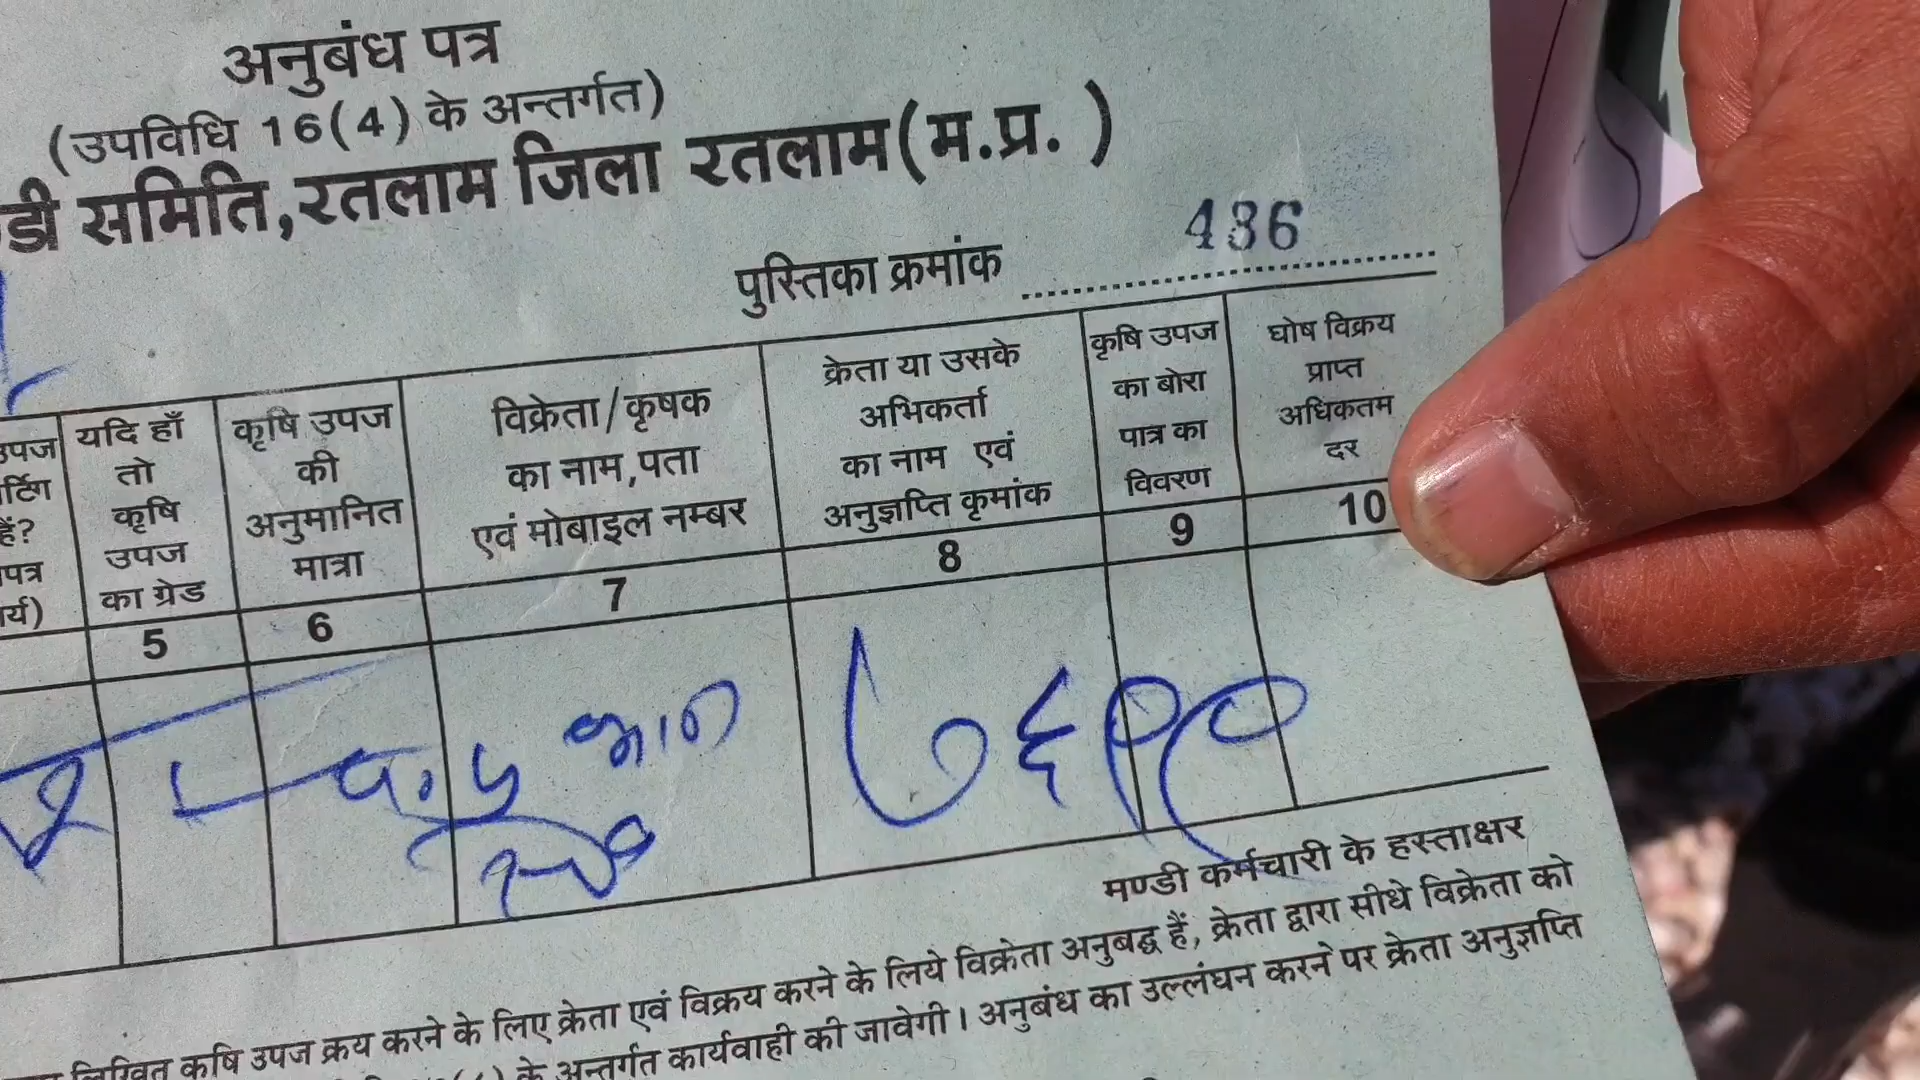 अनुबंध पत्र
(उपविधि 16(4) के अन्तर्गत)
समिति, रतलाम जिला रतलाम(म.प्र. )
पुस्तिका क्रमांक 436
उपज
हैं?
यदि हाँ
तो
कृषि
उपज
का ग्रेड
कृषि उपज
की
अनुमानित
मात्रा
विक्रेता/कृषक
का नाम,पता
एवं मोबाइल नम्बर
क्रेता या उसके
अभिकर्ता
का नाम एवं
अनुज्ञप्ति कृमांक
कृषि उपज
का बोरा
पात्र का
विवरण
घोष विक्रय
प्राप्त
अधिकतम
दर
5 6 7 8 9 10
७६१९
मण्डी कर्मचारी के हस्ताक्षर
लिखित कृषि उपज क्रय करने के लिए क्रेता एवं विक्रय करने के लिये विक्रेता अनुबद्ध हैं, क्रेता द्वारा सीधे विक्रेता को
के अन्तर्गत कार्यवाही की जावेगी । अनुबंध का उल्लंघन करने पर क्रेता अनुज्ञप्ति